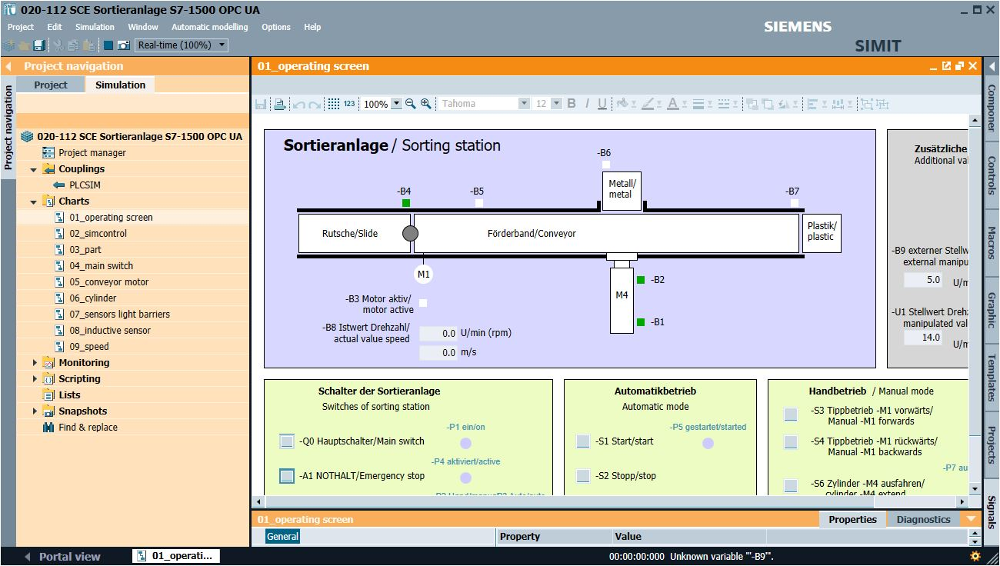 020-112 SCE Sortieranlage S7-1500 OPC UA
Project Edit Simulation Window Automatic modelling Options Help
SIEMENS
SIMIT
Real-time (100%)
Project navigation
Project Simulation
Project navigation
020-112 SCE Sortieranlage S7-1500 OPC UA
Project manager
Couplings
PLCSIM
Charts
01_operating screen
02_simcontrol
03_part
04_main switch
05_conveyor motor
06_cylinder
07_sensors light barriers
08_inductive sensor
09_speed
Monitoring
Scripting
Lists
Snapshots
Find & replace
01_operating screen
123 100% Tahoma 12 B I U A
Sortieranlage / Sorting station
-B6
Metall/
metal
-B4 -B5 -B7
Rutsche/Slide
Förderband/Conveyor
Plastik/
plastic
M1
M4
-B2
-B1
-B3 Motor aktiv/
motor active
-B8 Istwert Drehzahl/
actual value speed
0.0 U/min (rpm)
0.0 m/s
Zusätzliche
Additional val
-B9 externer Stellw
external manipu
5.0 U/m
-U1 Stellwert Drehz
manipulated val
14.0 U/m
Schalter der Sortieranlage
Switches of sorting station
-P1 ein/on
-Q0 Hauptschalter/Main switch
-P4 aktiviert/active
-A1 NOTHALT/Emergency stop
Automatikbetrieb
Automatic mode
-P5 gestartet/started
-S1 Start/start
-S2 Stopp/stop
Handbetrieb / Manual mode
-S3 Tippbetrieb -M1 vorwärts/
Manual -M1 forwards
-S4 Tippbetrieb -M1 rückwärts/
Manual -M1 backwards
-P7 au
-S6 Zylinder -M4 ausfahren/
cylinder -M4 extend
Componer
Controls
Macros
Graphic
Templates
Projects
Signals
01_operating screen
Properties Diagnostics
General
Property Value
Portal view
01_operati...
00:00:00:000 Unknown variable '"-B9"'.